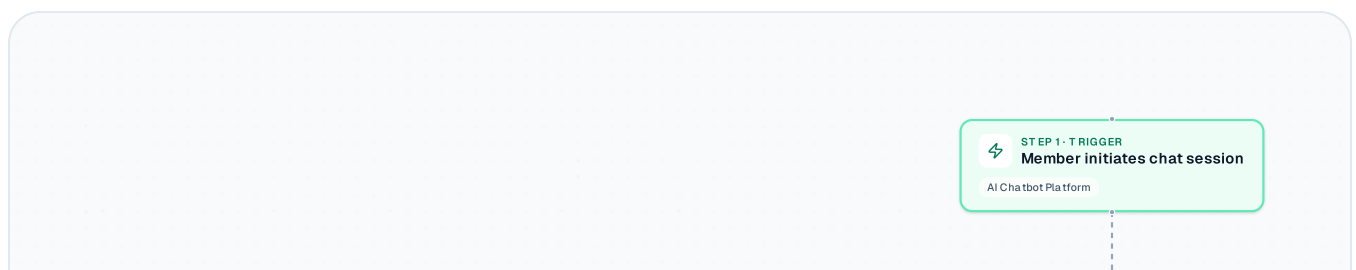 STEP 1 · TRIGGER
Member initiates chat session
AI Chatbot Platform